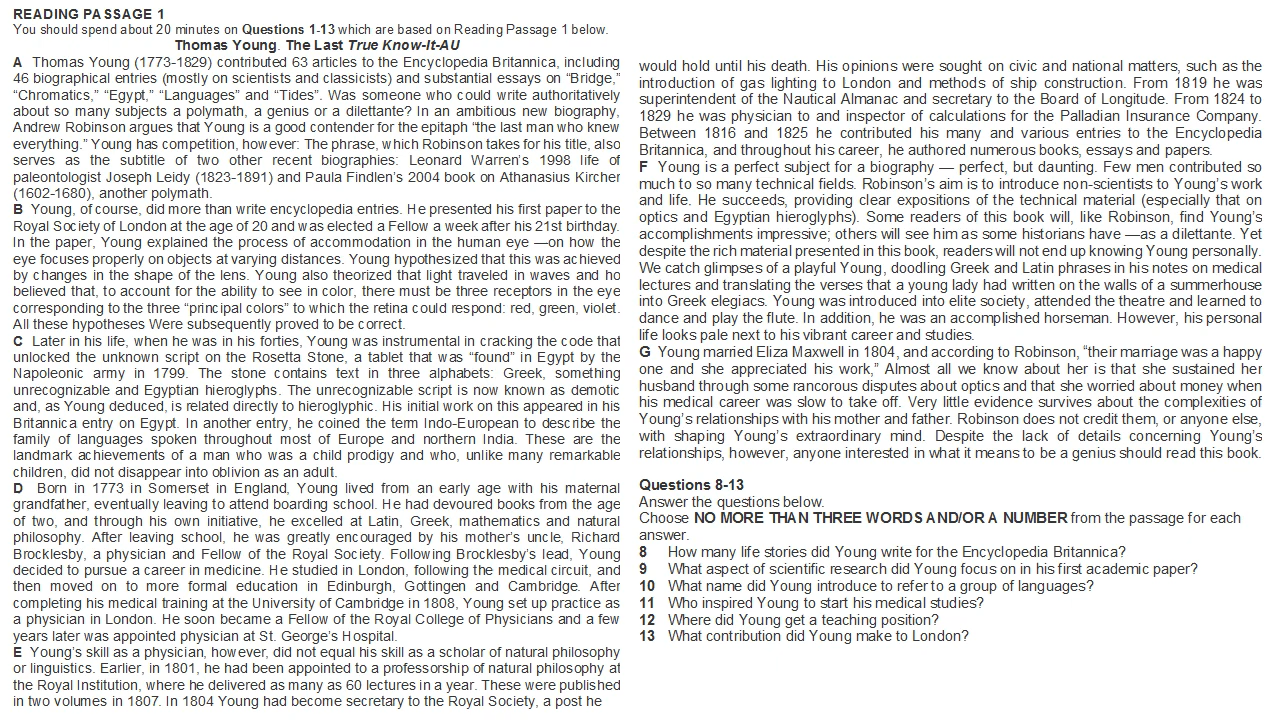 READING PASSAGE 1
You should spend about 20 minutes on Questions 1-13 which are based on Reading Passage 1 below.
Thomas Young. The Last True Know-It-AU
A Thomas Young (1773-1829) contributed 63 articles to the Encyclopedia Britannica, including
46 biographical entries (mostly on scientists and classicists) and substantial essays on “Bridge,”
“Chromatics,” “Egypt,” “Languages” and “Tides”. Was someone who could write authoritatively
about so many subjects a polymath, a genius or a dilettante? In an ambitious new biography,
Andrew Robinson argues that Young is a good contender for the epitaph “the last man who knew
everything.” Young has competition, however: The phrase, which Robinson takes for his title, also
serves as the subtitle of two other recent biographies: Leonard Warren’s 1998 life of
paleontologist Joseph Leidy (1823-1891) and Paula Findlen’s 2004 book on Athanasius Kircher
(1602-1680), another polymath.
B Young, of course, did more than write encyclopedia entries. He presented his first paper to the
Royal Society of London at the age of 20 and was elected a Fellow a week after his 21st birthday.
In the paper, Young explained the process of accommodation in the human eye —on how the
eye focuses properly on objects at varying distances. Young hypothesized that this was achieved
by changes in the shape of the lens. Young also theorized that light traveled in waves and ho
believed that, to account for the ability to see in color, there must be three receptors in the eye
corresponding to the three “principal colors” to which the retina could respond: red, green, violet.
All these hypotheses Were subsequently proved to be correct.
C Later in his life, when he was in his forties, Young was instrumental in cracking the code that
unlocked the unknown script on the Rosetta Stone, a tablet that was “found” in Egypt by the
Napoleonic army in 1799. The stone contains text in three alphabets: Greek, something
unrecognizable and Egyptian hieroglyphs. The unrecognizable script is now known as demotic
and, as Young deduced, is related directly to hieroglyphic. His initial work on this appeared in his
Britannica entry on Egypt. In another entry, he coined the term Indo-European to describe the
family of languages spoken throughout most of Europe and northern India. These are the
landmark achievements of a man who was a child prodigy and who, unlike many remarkable
children, did not disappear into oblivion as an adult.
D Born in 1773 in Somerset in England, Young lived from an early age with his maternal
grandfather, eventually leaving to attend boarding school. He had devoured books from the age
of two, and through his own initiative, he excelled at Latin, Greek, mathematics and natural
philosophy. After leaving school, he was greatly encouraged by his mother’s uncle, Richard
Brocklesby, a physician and Fellow of the Royal Society. Following Brocklesby’s lead, Young
decided to pursue a career in medicine. He studied in London, following the medical circuit, and
then moved on to more formal education in Edinburgh, Gottingen and Cambridge. After
completing his medical training at the University of Cambridge in 1808, Young set up practice as
a physician in London. He soon became a Fellow of the Royal College of Physicians and a few
years later was appointed physician at St. George’s Hospital.
E Young’s skill as a physician, however, did not equal his skill as a scholar of natural philosophy
or linguistics. Earlier, in 1801, he had been appointed to a professorship of natural philosophy at
the Royal Institution, where he delivered as many as 60 lectures in a year. These were published
in two volumes in 1807. In 1804 Young had become secretary to the Royal Society, a post he
would hold until his death. His opinions were sought on civic and national matters, such as the
introduction of gas lighting to London and methods of ship construction. From 1819 he was
superintendent of the Nautical Almanac and secretary to the Board of Longitude. From 1824 to
1829 he was physician to and inspector of calculations for the Palladian Insurance Company.
Between 1816 and 1825 he contributed his many and various entries to the Encyclopedia
Britannica, and throughout his career, he authored numerous books, essays and papers.
F Young is a perfect subject for a biography — perfect, but daunting. Few men contributed so
much to so many technical fields. Robinson’s aim is to introduce non-scientists to Young’s work
and life. He succeeds, providing clear expositions of the technical material (especially that on
optics and Egyptian hieroglyphs). Some readers of this book will, like Robinson, find Young’s
accomplishments impressive; others will see him as some historians have —as a dilettante. Yet
despite the rich material presented in this book, readers will not end up knowing Young personally.
We catch glimpses of a playful Young, doodling Greek and Latin phrases in his notes on medical
lectures and translating the verses that a young lady had written on the walls of a summerhouse
into Greek elegiacs. Young was introduced into elite society, attended the theatre and learned to
dance and play the flute. In addition, he was an accomplished horseman. However, his personal
life looks pale next to his vibrant career and studies.
G Young married Eliza Maxwell in 1804, and according to Robinson, “their marriage was a happy
one and she appreciated his work,” Almost all we know about her is that she sustained her
husband through some rancorous disputes about optics and that she worried about money when
his medical career was slow to take off. Very little evidence survives about the complexities of
Young’s relationships with his mother and father. Robinson does not credit them, or anyone else,
with shaping Young’s extraordinary mind. Despite the lack of details concerning Young’s
relationships, however, anyone interested in what it means to be a genius should read this book.
Questions 8-13
Answer the questions below.
Choose NO MORE THAN THREE WORDS AND/OR A NUMBER from the passage for each
answer.
8 How many life stories did Young write for the Encyclopedia Britannica?
9 What aspect of scientific research did Young focus on in his first academic paper?
10 What name did Young introduce to refer to a group of languages?
11 Who inspired Young to start his medical studies?
12 Where did Young get a teaching position?
13 What contribution did Young make to London?